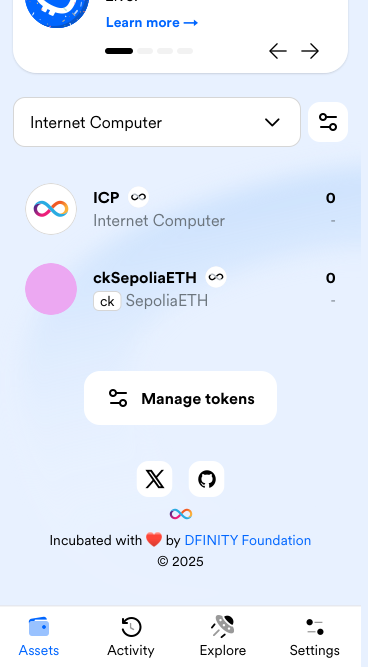 Learn more →
Internet Computer
ICP
0
Internet Computer
-
ckSepoliaETH
0
ck SepoliaETH
-
Manage tokens
Incubated with ❤️ by DFINITY Foundation
© 2025
Assets
Activity
Explore
Settings